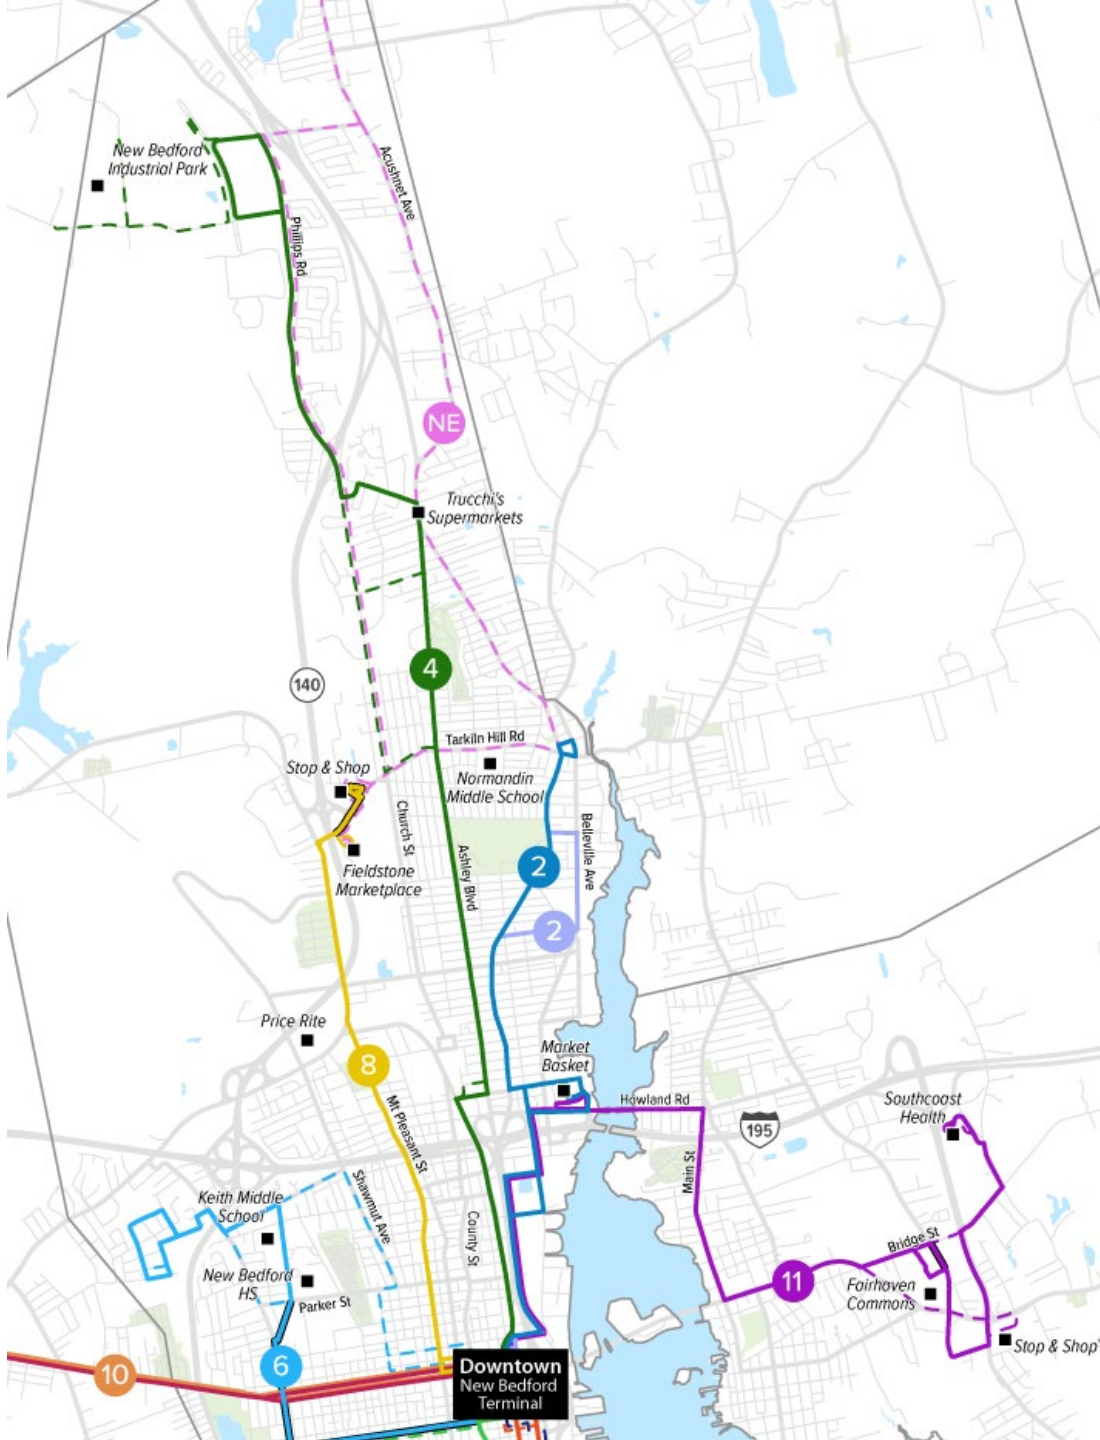 New Bedford
Industrial Park
Acushnet Ave
Phillips Rd
NE
Trucchi's
Supermarkets
4
140
Tarkiln Hill Rd
Stop & Shop
Normandin
Middle School
Church St
Belleville Ave
Ashley Blvd
2
Fieldstone
Marketplace
2
Price Rite
Market
Basket
8
Howland Rd
Southcoast
Health
195
Mt Pleasant St
Main St
Shawmut Ave
Keith Middle
School
County St
Bridge St
New Bedford
HS
Parker St
11
Fairhaven
Commons
Stop & Shop
6
10
Downtown
New Bedford
Terminal